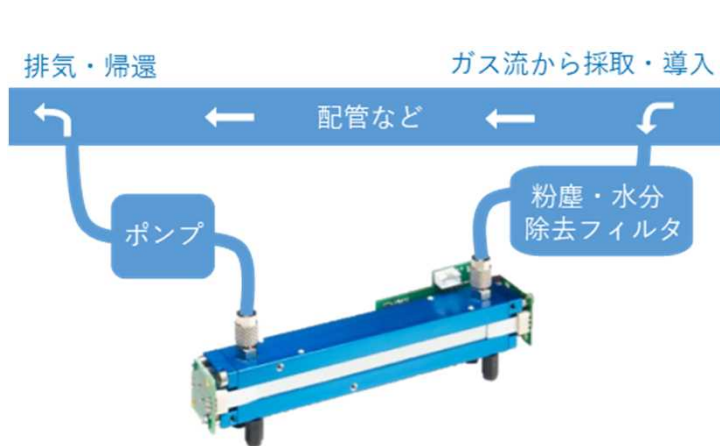 排気・帰還
ガス流から採取・導入
配管など
粉塵・水分
除去フィルタ
ポンプ